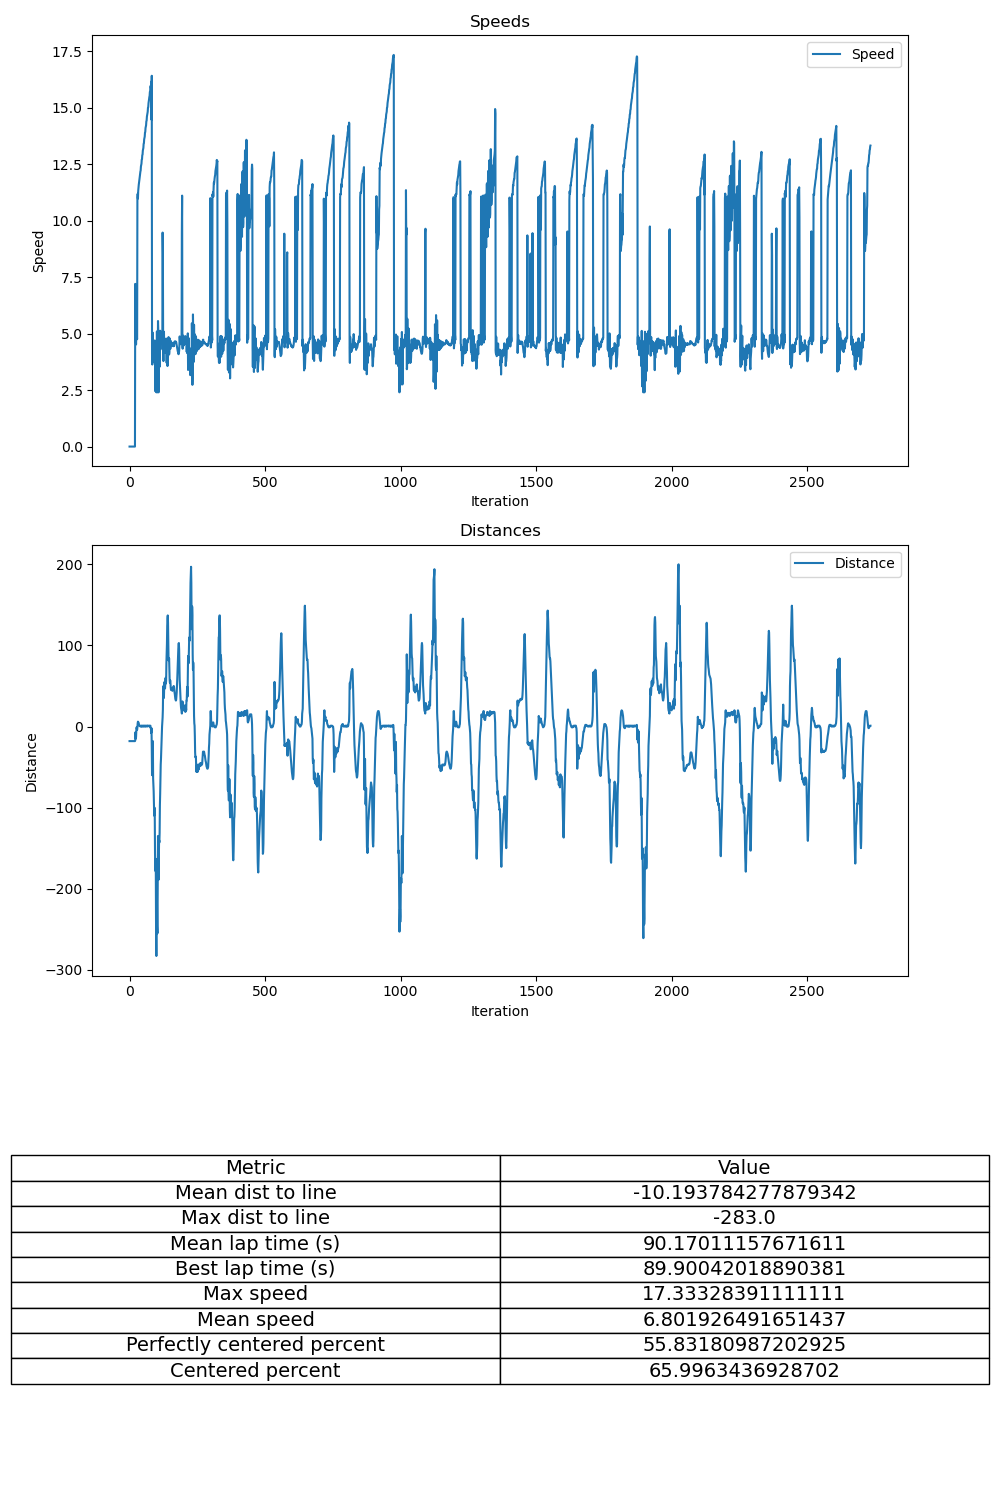 Speeds
17.5
15.0
12.5
10.0
7.5
5.0
2.5
0.0
Speed
Speed
0 500 1000 1500 2000 2500
Iteration
Distances
200
100
0
−100
−200
−300
Distance
Distance
0 500 1000 1500 2000 2500
Iteration
Metric Value
Mean dist to line -10.193784277879342
Max dist to line -283.0
Mean lap time (s) 90.17011157671611
Best lap time (s) 89.90042018890381
Max speed 17.33328391111111
Mean speed 6.801926491651437
Perfectly centered percent 55.83180987202925
Centered percent 65.9963436928702